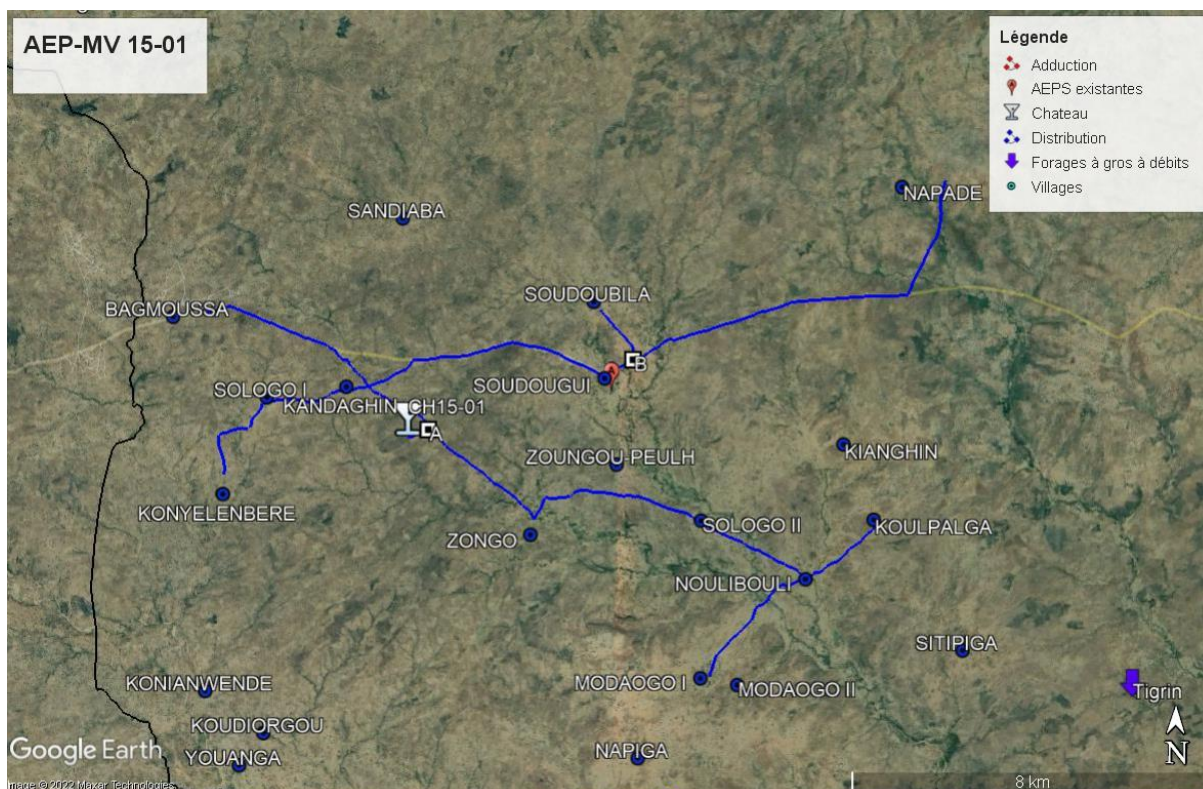 AEP-MV 15-01
Légende
Adduction
AEPS existantes
Chateau
Distribution
Forages à gros à débits
Villages
NAPADE
SANDIABA
SOUDOUBILA
BAGMOUSSA
B
SOUDOUGUI
SOLOGO I
KANDAGHIN
CH15-01
A
KIANGHIN
ZOUNGOU-PEULH
KONYELENBERE
SOLOGO II
KOULPALGA
ZONGO
NOULIBOULI
SITIPIGA
KONIANWENDE
MODAOGO I
MODAOGO II
Tigrin
KOUDIORGOU
N
Google Earth
YOUANGA
NAPIGA
Image © 2022 Maxar Technologies
8 km